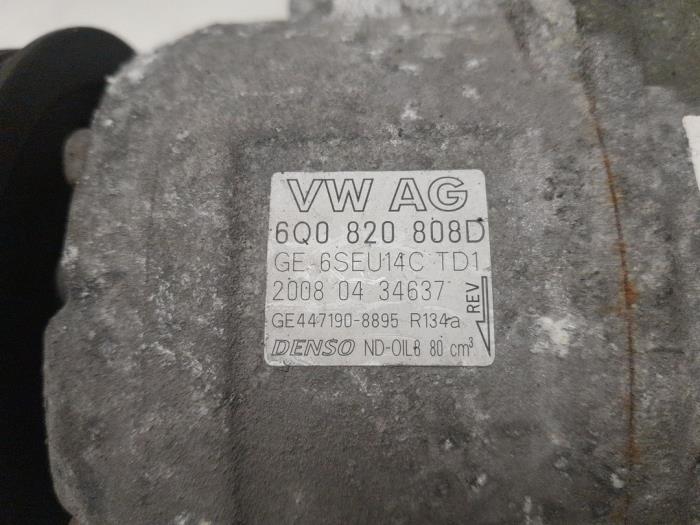 VW AG
6Q0 820 808D
GE 6SEU14C TD1
2008 04 34637
REV
GE447190-8895 R134a
DENSO ND-OIL8 80 cm³